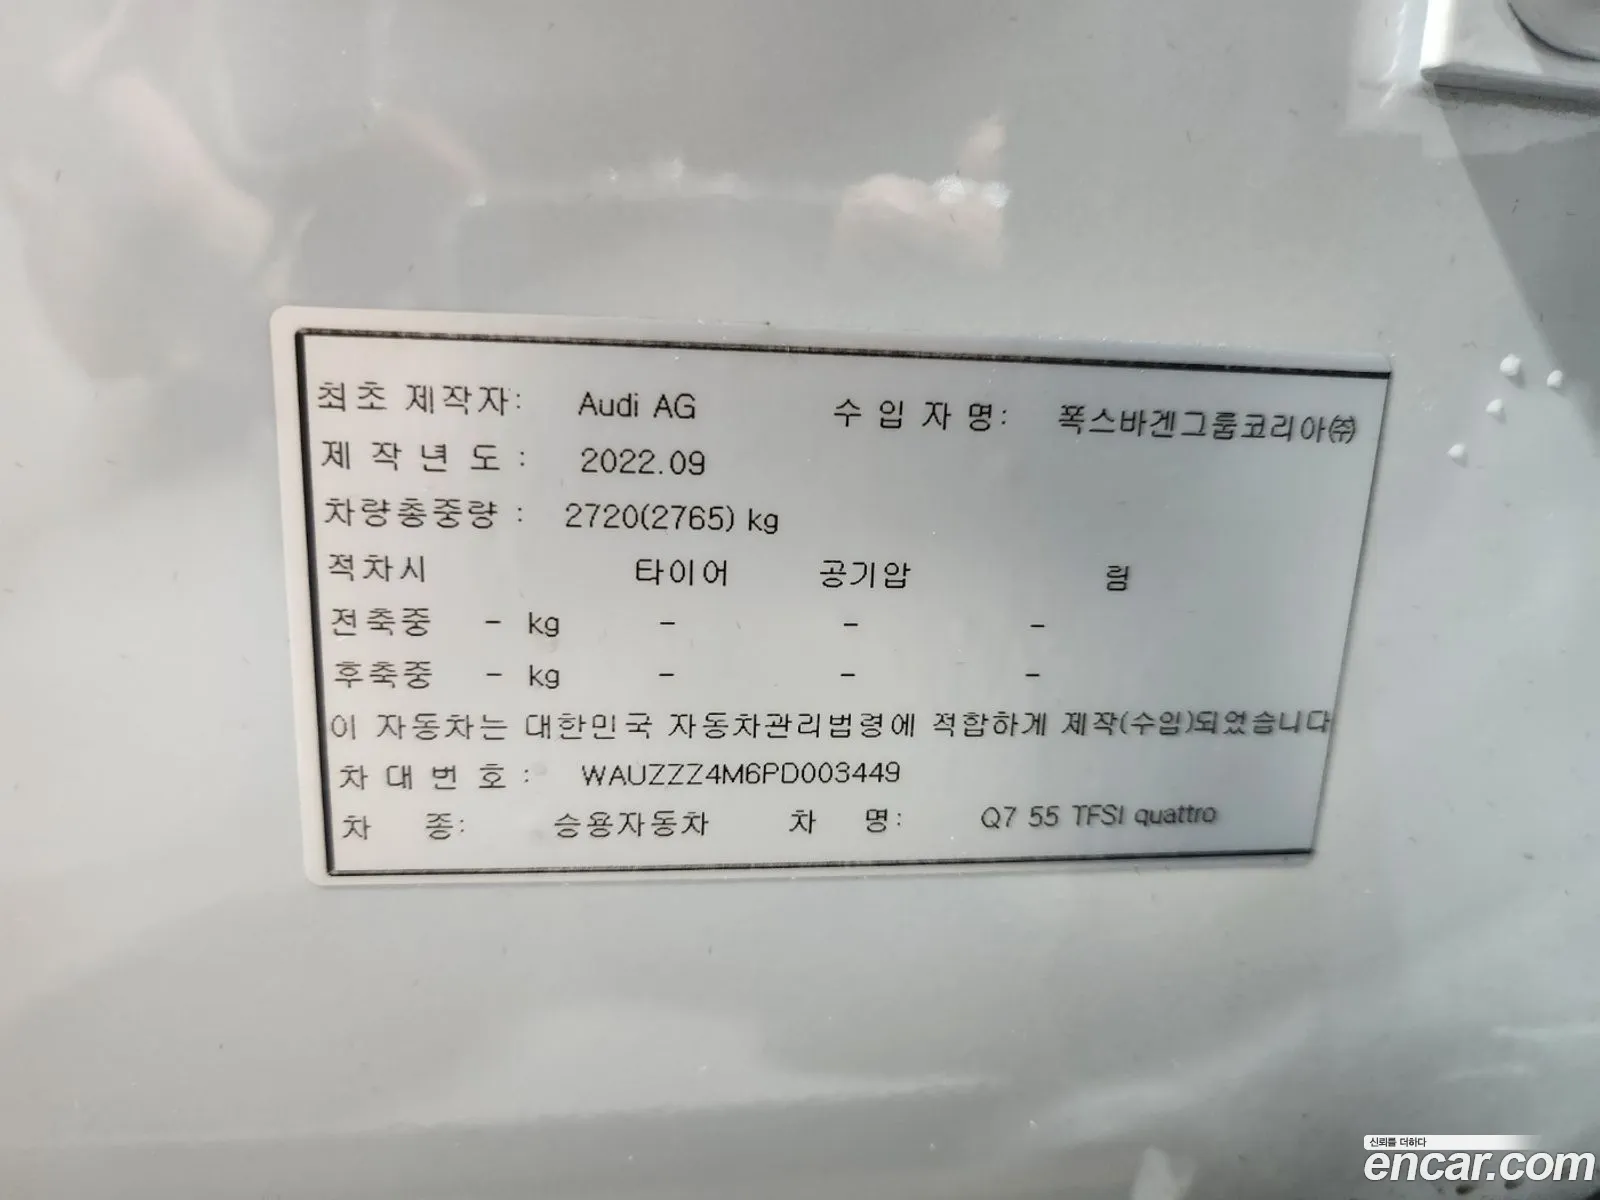 최초 제작자: Audi AG 수 입 자 명: 폭스바겐그룹코리아㈜
제 작 년 도 : 2022.09
차량총중량 : 2720(2765) kg
적차시 타이어 공기압 림
전축중 - kg - - -
후축중 - kg - - -
이 자동차는 대한민국 자동차관리법령에 적합하게 제작(수입)되었습니다
차 대 번 호 : WAUZZZ4M6PD003449
차 종: 승용자동차 차 명: Q7 55 TFSI quattro
신뢰를 더하다
encar.com